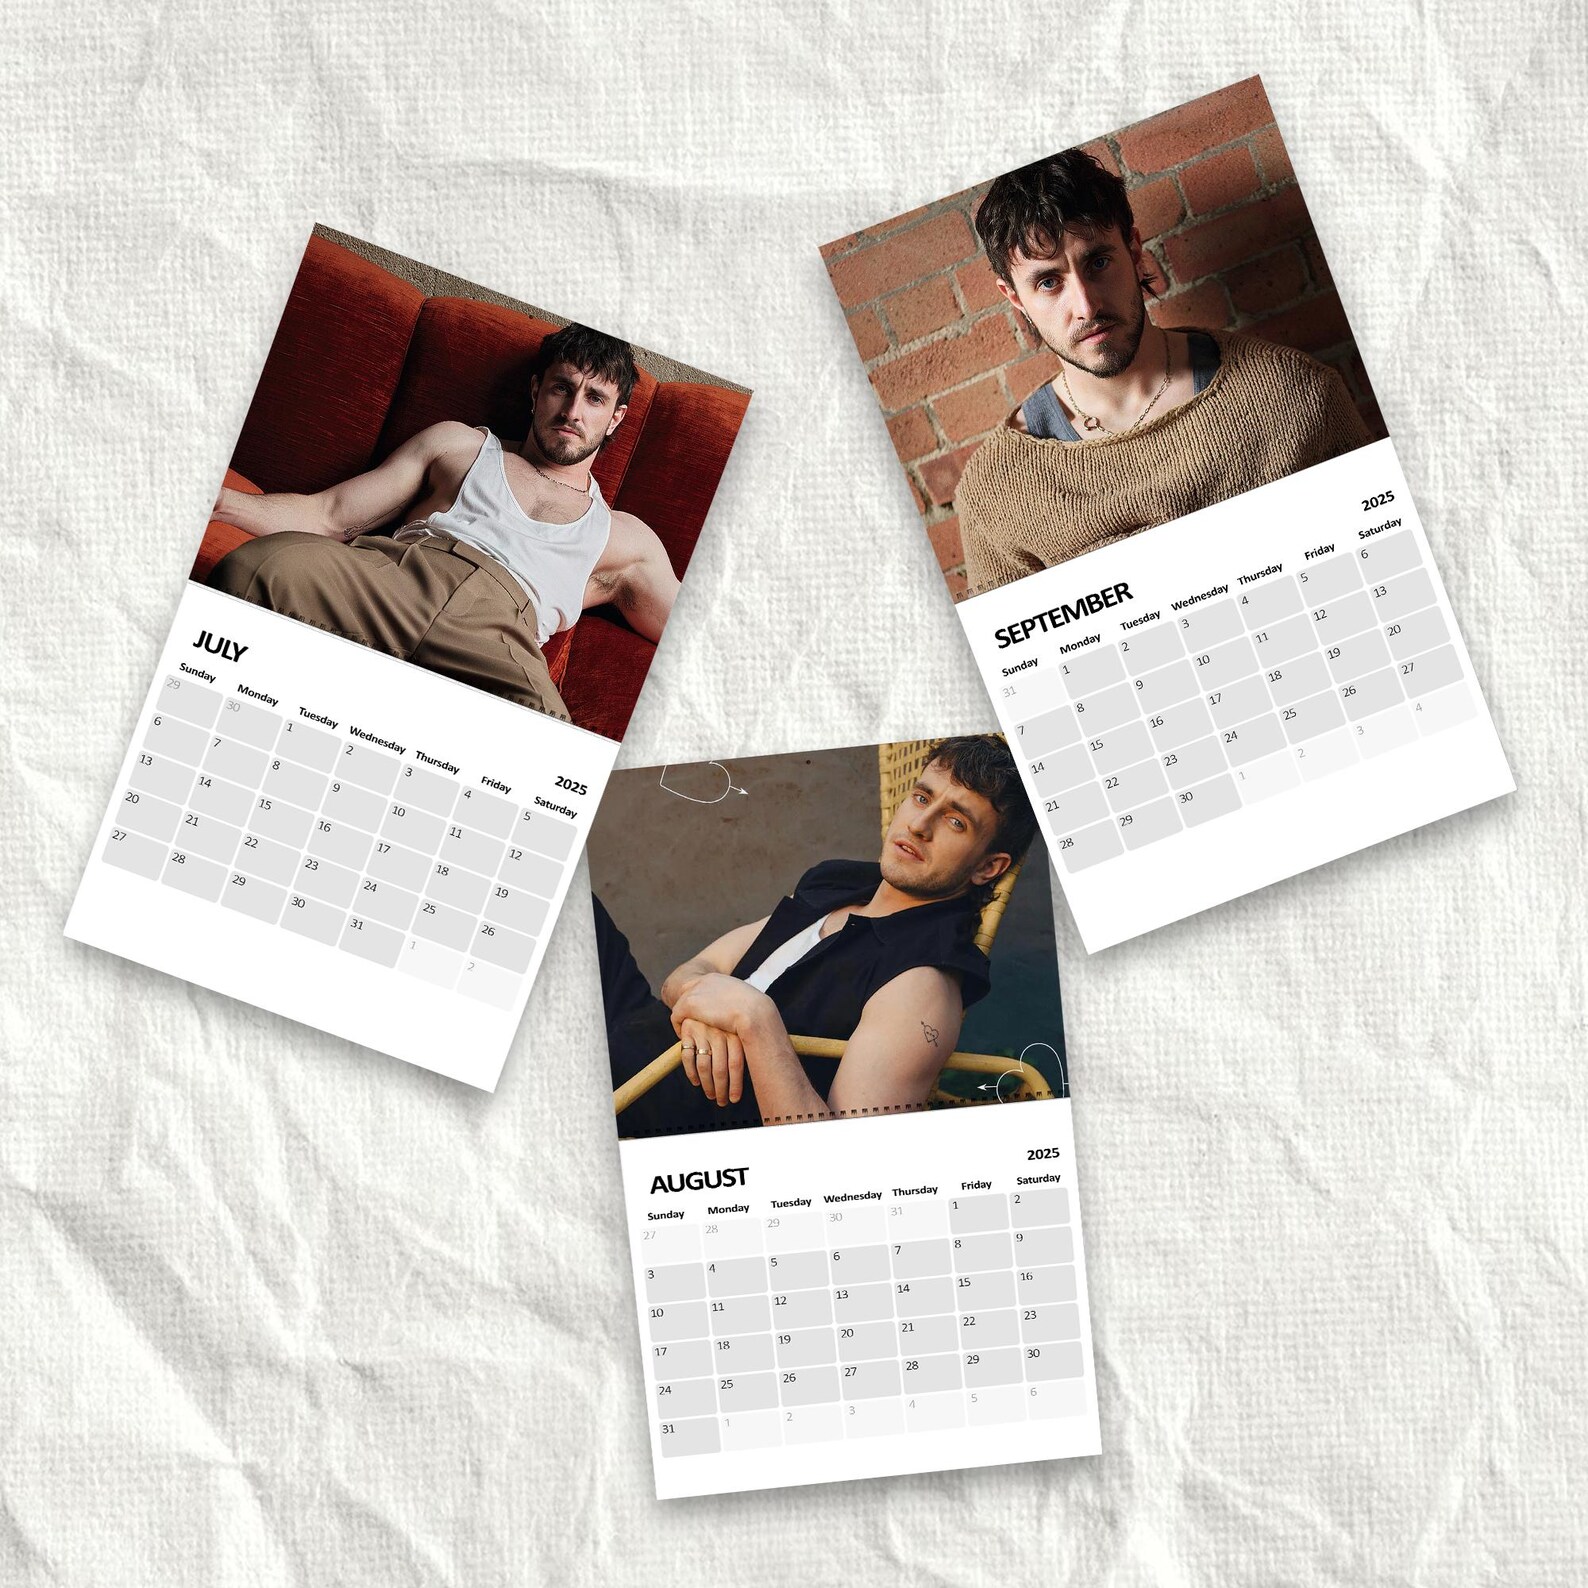 JULY
2025
Sunday Monday Tuesday Wednesday Thursday Friday Saturday
29 30 1 2 3 4 5
6 7 8 9 10 11 12
13 14 15 16 17 18 19
20 21 22 23 24 25 26
27 28 29 30 31 1 2
SEPTEMBER
2025
Sunday Monday Tuesday Wednesday Thursday Friday Saturday
31 1 2 3 4 5 6
7 8 9 10 11 12 13
14 15 16 17 18 19 20
21 22 23 24 25 26 27
28 29 30 1 2 3 4
AUGUST
2025
Sunday Monday Tuesday Wednesday Thursday Friday Saturday
27 28 29 30 31 1 2
3 4 5 6 7 8 9
10 11 12 13 14 15 16
17 18 19 20 21 22 23
24 25 26 27 28 29 30
31 1 2 3 4 5 6